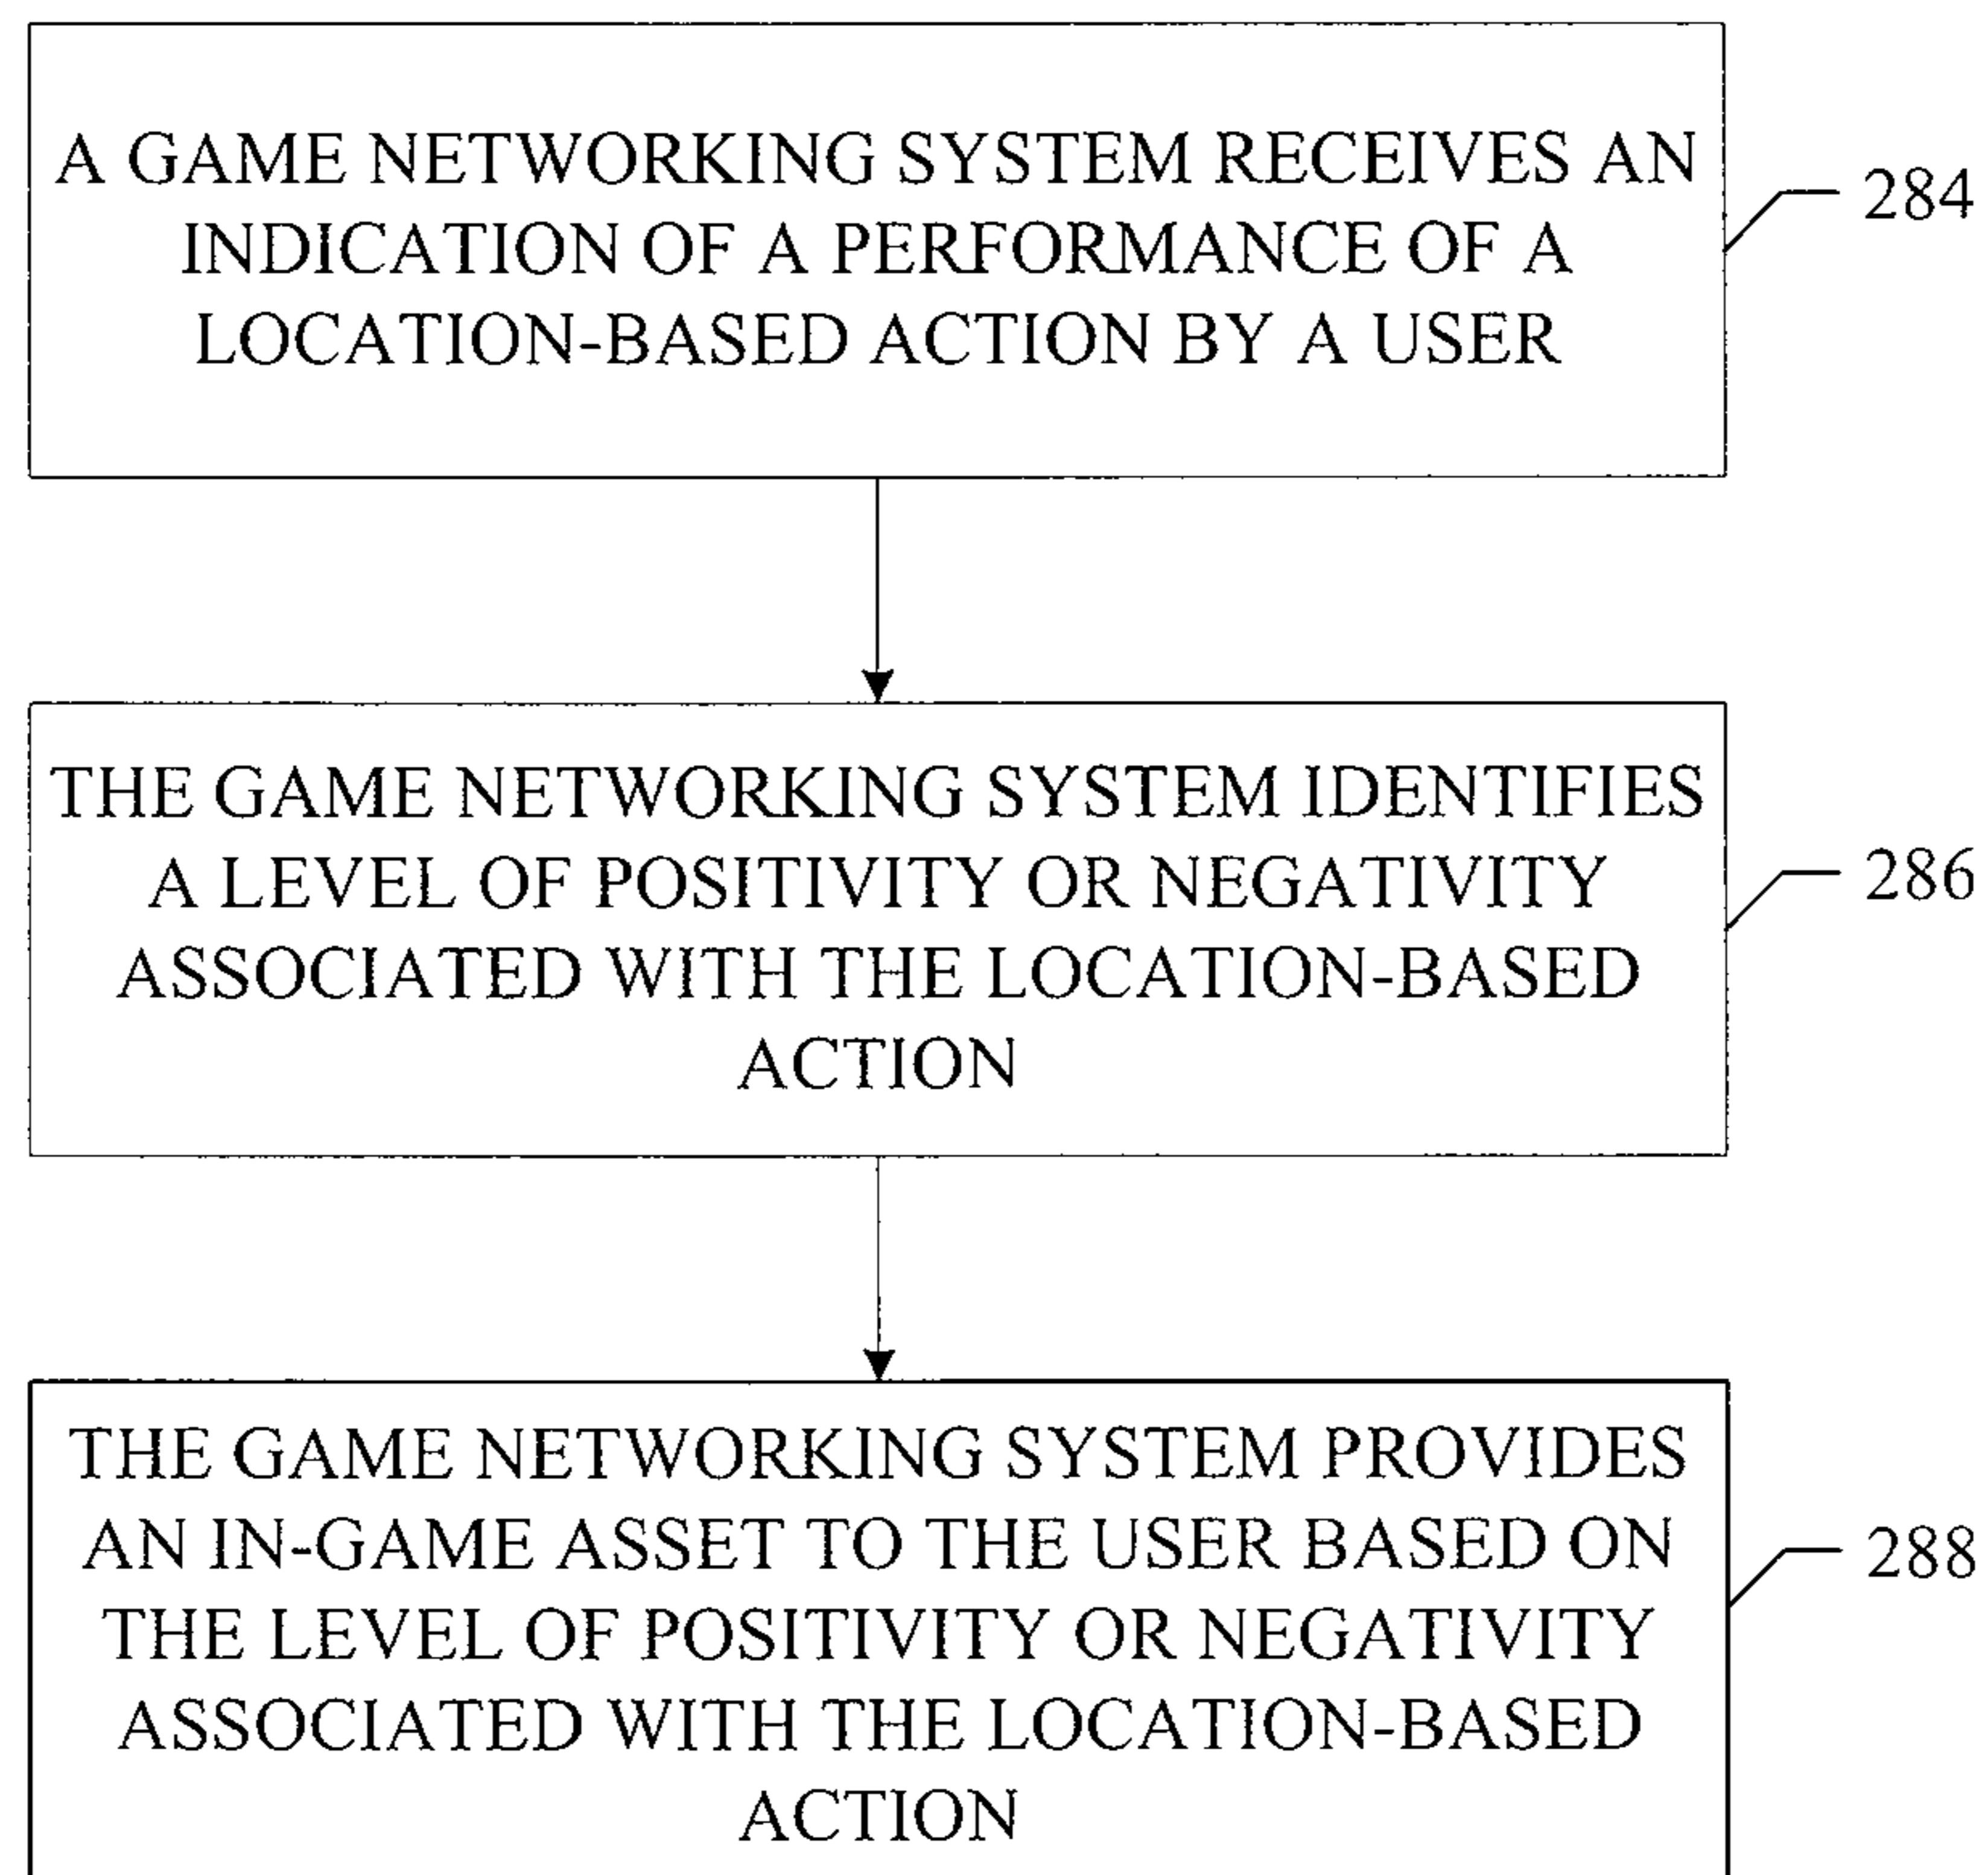 A GAME NETWORKING SYSTEM RECEIVES AN
INDICATION OF A PERFORMANCE OF A
LOCATION-BASED ACTION BY A USER
284
THE GAME NETWORKING SYSTEM IDENTIFIES
A LEVEL OF POSITIVITY OR NEGATIVITY
ASSOCIATED WITH THE LOCATION-BASED
ACTION
286
THE GAME NETWORKING SYSTEM PROVIDES
AN IN-GAME ASSET TO THE USER BASED ON
THE LEVEL OF POSITIVITY OR NEGATIVITY
ASSOCIATED WITH THE LOCATION-BASED
ACTION
288